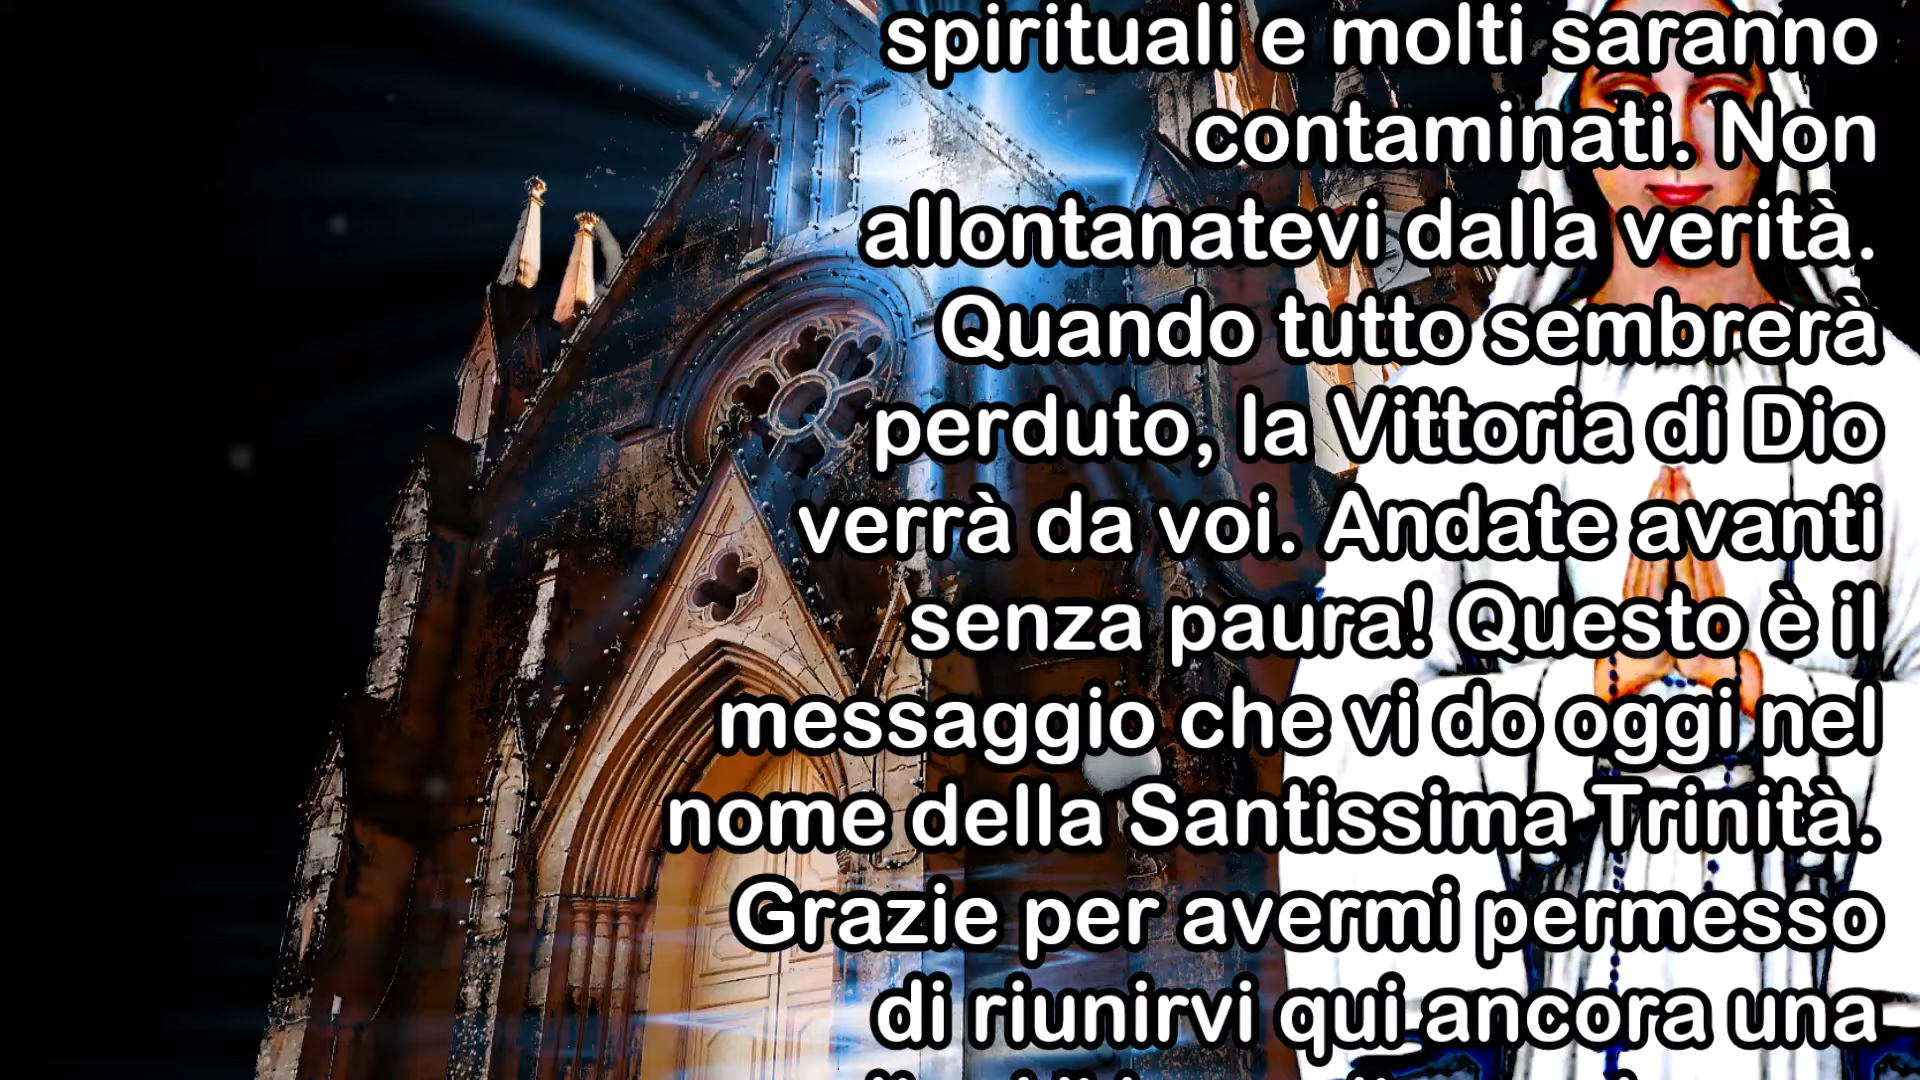 spirituali e molti saranno
contaminati. Non
allontanatevi dalla verità.
Quando tutto sembrerà
perduto, la Vittoria di Dio
verrà da voi. Andate avanti
senza paura! Questo è il
messaggio che vi do oggi nel
nome della Santissima Trinità.
Grazie per avermi permesso
di riunirvi qui ancora una